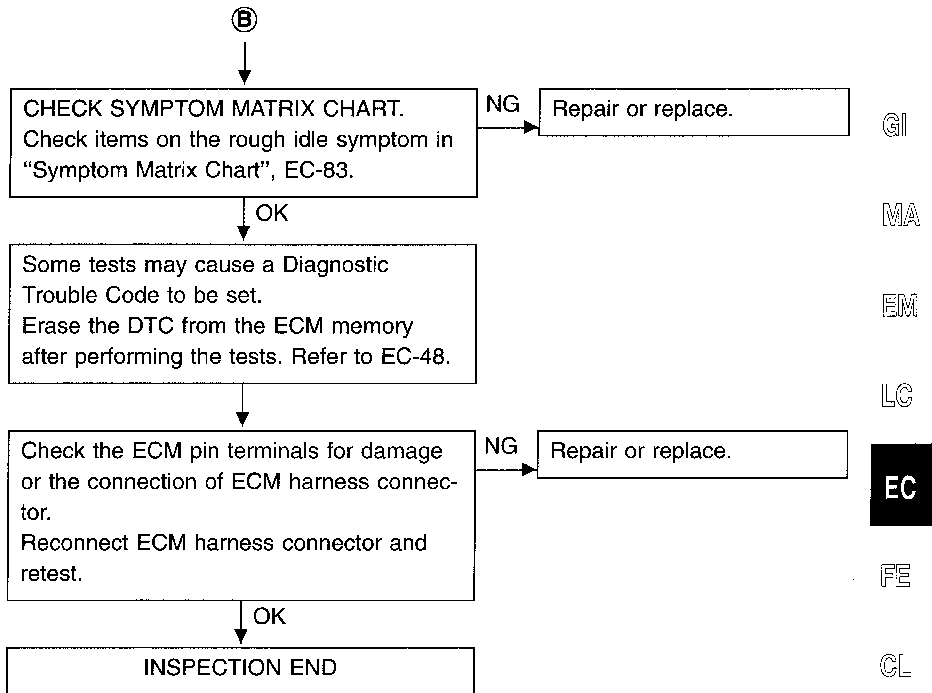 B
CHECK SYMPTOM MATRIX CHART.
Check items on the rough idle symptom in
“Symptom Matrix Chart”, EC-83.
NG
Repair or replace.
OK
Some tests may cause a Diagnostic
Trouble Code to be set.
Erase the DTC from the ECM memory
after performing the tests. Refer to EC-48.
Check the ECM pin terminals for damage
or the connection of ECM harness connec-
tor.
Reconnect ECM harness connector and
retest.
NG
Repair or replace.
OK
INSPECTION END
GI
MA
EM
LC
EC
FE
CL